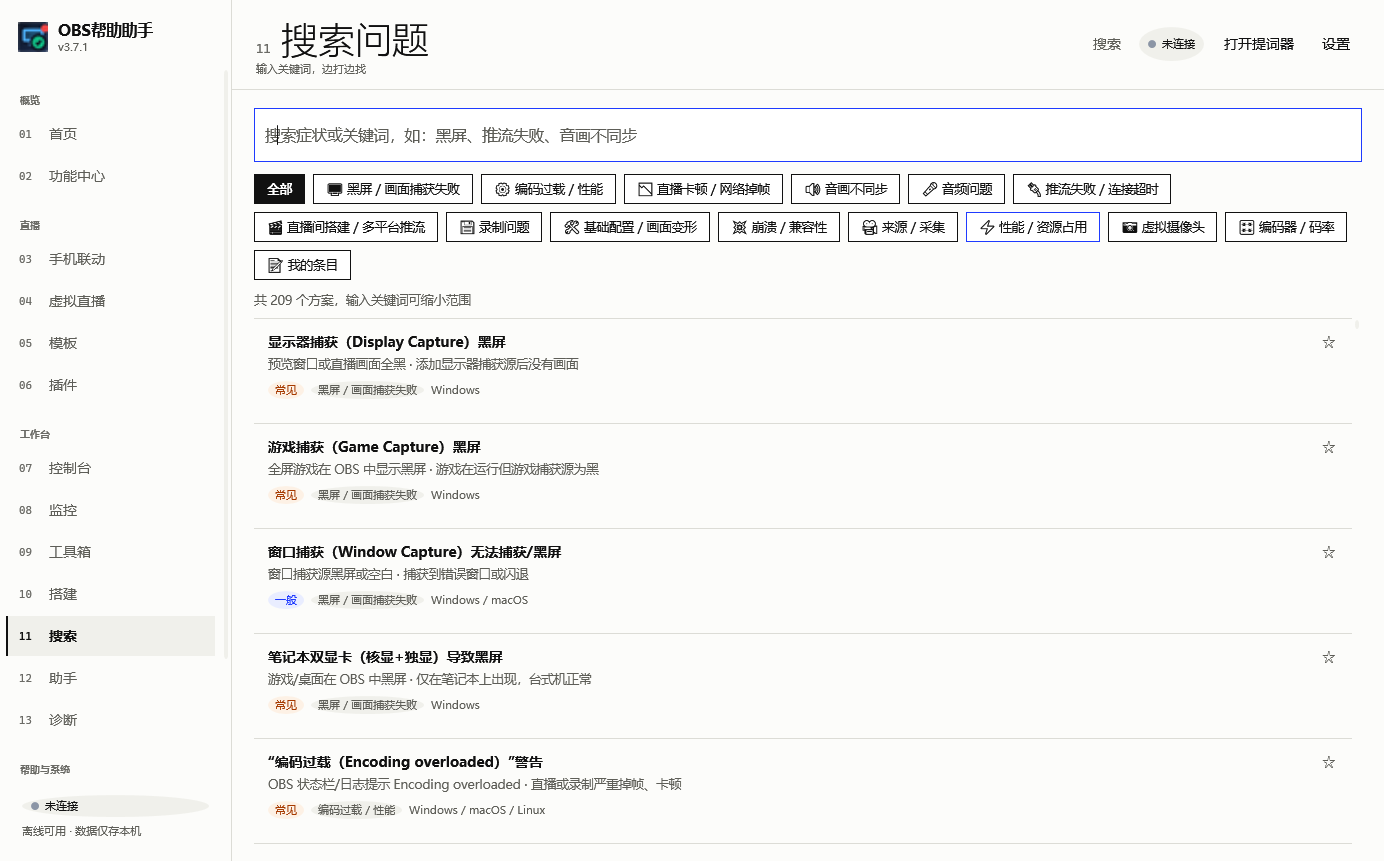 OBS帮助助手
v3.7.1
概览
01 首页
02 功能中心
直播
03 手机联动
04 虚拟直播
05 模板
06 插件
工作台
07 控制台
08 监控
09 工具箱
10 搭建
11 搜索
12 助手
13 诊断
帮助与系统
未连接
离线可用 · 数据仅存本机
11 搜索问题
输入关键词，边打边找
搜索 未连接 打开提词器 设置
搜索症状或关键词，如：黑屏、推流失败、音画不同步
全部 黑屏 / 画面捕获失败 编码过载 / 性能 直播卡顿 / 网络掉帧 音画不同步 音频问题 推流失败 / 连接超时
直播间搭建 / 多平台推流 录制问题 基础配置 / 画面变形 崩溃 / 兼容性 来源 / 采集 性能 / 资源占用 虚拟摄像头 编码器 / 码率
我的条目
共 209 个方案，输入关键词可缩小范围
显示器捕获（Display Capture）黑屏
预览窗口或直播画面全黑 · 添加显示器捕获源后没有画面
常见 黑屏 / 画面捕获失败 Windows
游戏捕获（Game Capture）黑屏
全屏游戏在 OBS 中显示黑屏 · 游戏在运行但游戏捕获源为黑
常见 黑屏 / 画面捕获失败 Windows
窗口捕获（Window Capture）无法捕获/黑屏
窗口捕获源黑屏或空白 · 捕获到错误窗口或闪退
一般 黑屏 / 画面捕获失败 Windows / macOS
笔记本双显卡（核显+独显）导致黑屏
游戏/桌面在 OBS 中黑屏 · 仅在笔记本上出现，台式机正常
常见 黑屏 / 画面捕获失败 Windows
“编码过载（Encoding overloaded）”警告
OBS 状态栏/日志提示 Encoding overloaded · 直播或录制严重掉帧、卡顿
常见 编码过载 / 性能 Windows / macOS / Linux